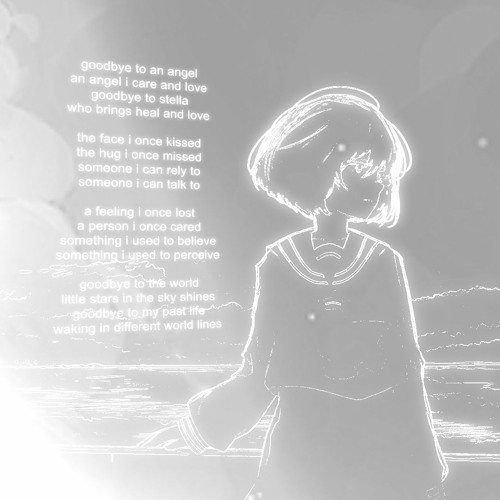 goodbye to an angel
an angel i care and love
goodbye to stella
who brings heal and love
the face i once kissed
the hug i once missed
someone i can rely to
someone i can talk to
a feeling i once lost
a person i once cared
something i used to believe
something i used to perceive
goodbye to the world
little stars in the sky shines
goodbye to my past life
waking in different world lines